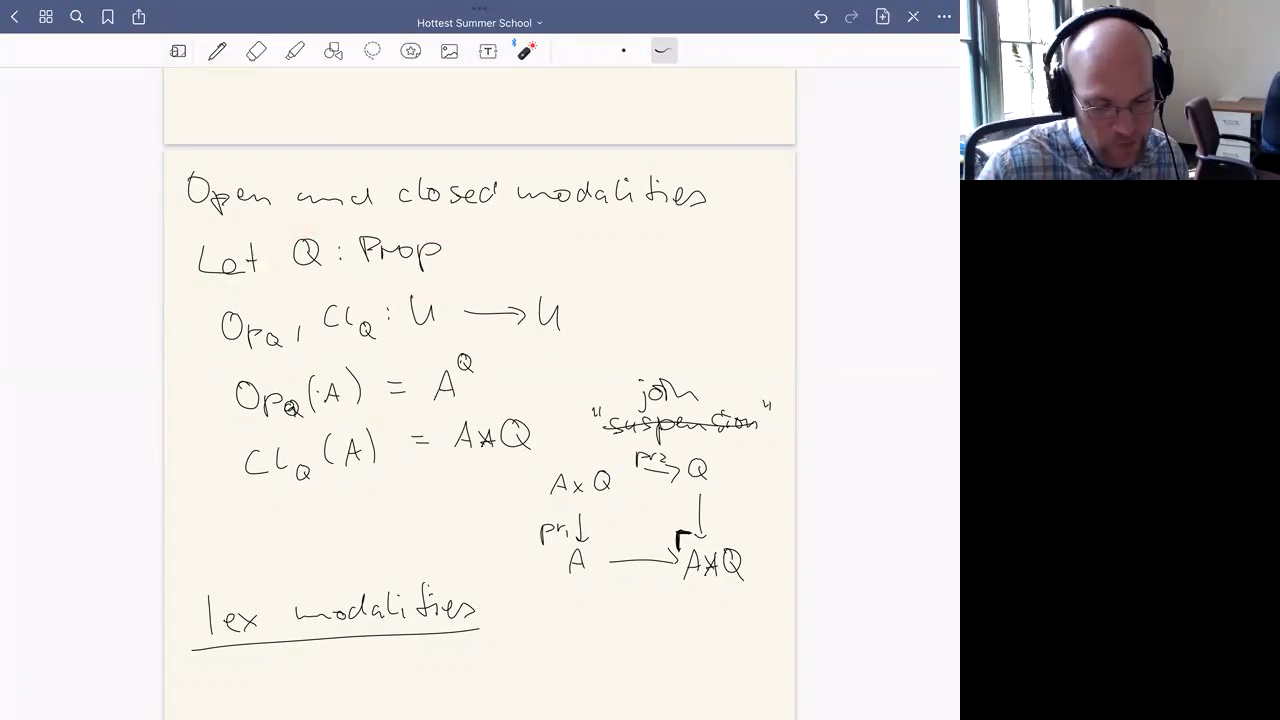 Hottest Summer School
T
Open and closed modalities
Let Q : Prop
Op_Q, Cl_Q : U → U
Op_Q(A) = A^Q
join
Cl_Q(A) = A * Q "suspension"
A × Q pr₂ → Q
pr₁ ↓ ↓
A → A * Q
lex modalities